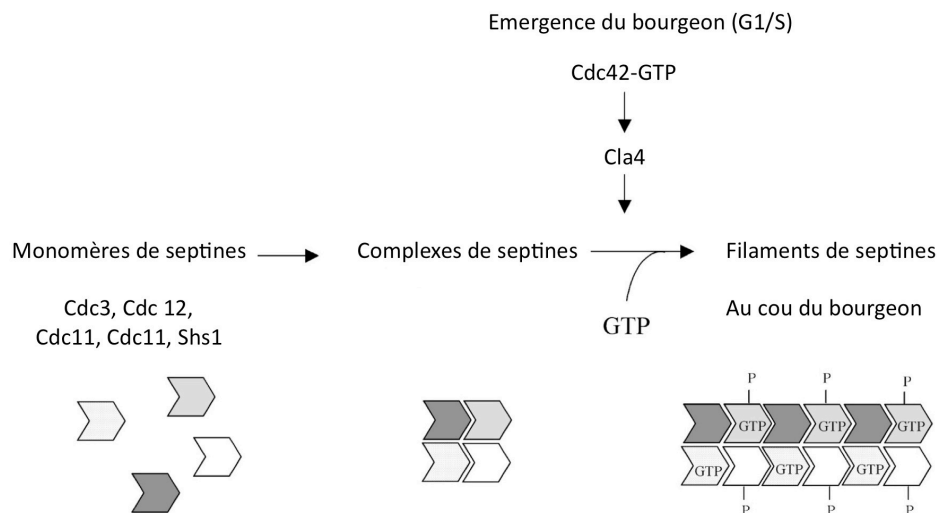 Emergence du bourgeon (G1/S)
Cdc42-GTP
Cla4
Monomères de septines
Complexes de septines
Filaments de septines
Cdc3, Cdc 12,
Cdc11, Cdc11, Shs1
GTP
Au cou du bourgeon
P P P
GTP GTP GTP
GTP GTP GTP
P P P